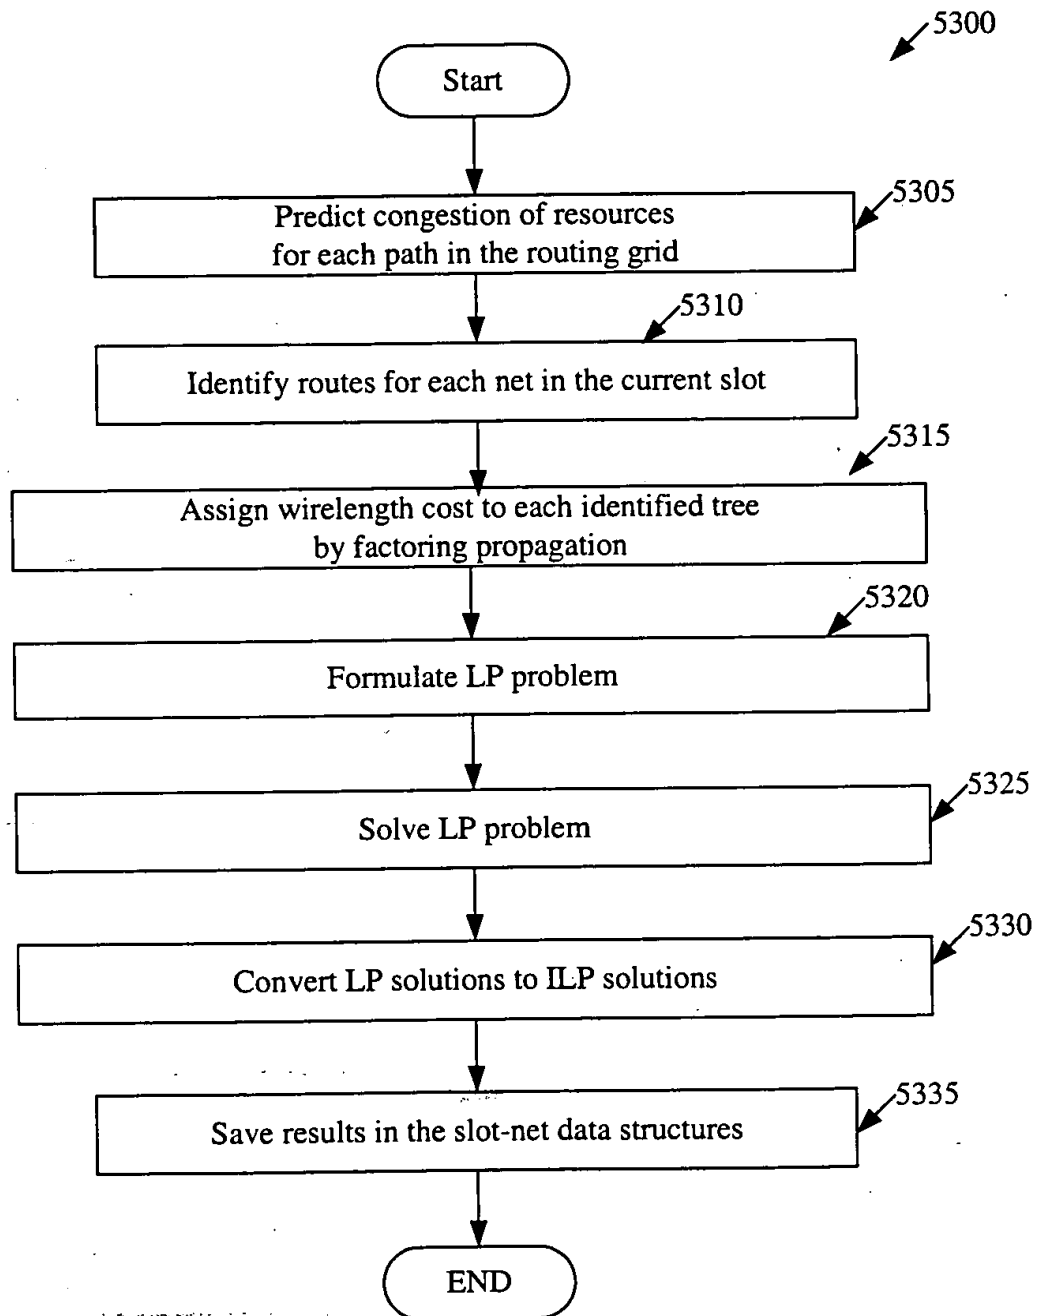 5300
Start
5305
Predict congestion of resources
for each path in the routing grid
5310
Identify routes for each net in the current slot
5315
Assign wirelength cost to each identified tree
by factoring propagation
5320
Formulate LP problem
5325
Solve LP problem
5330
Convert LP solutions to ILP solutions
5335
Save results in the slot-net data structures
END